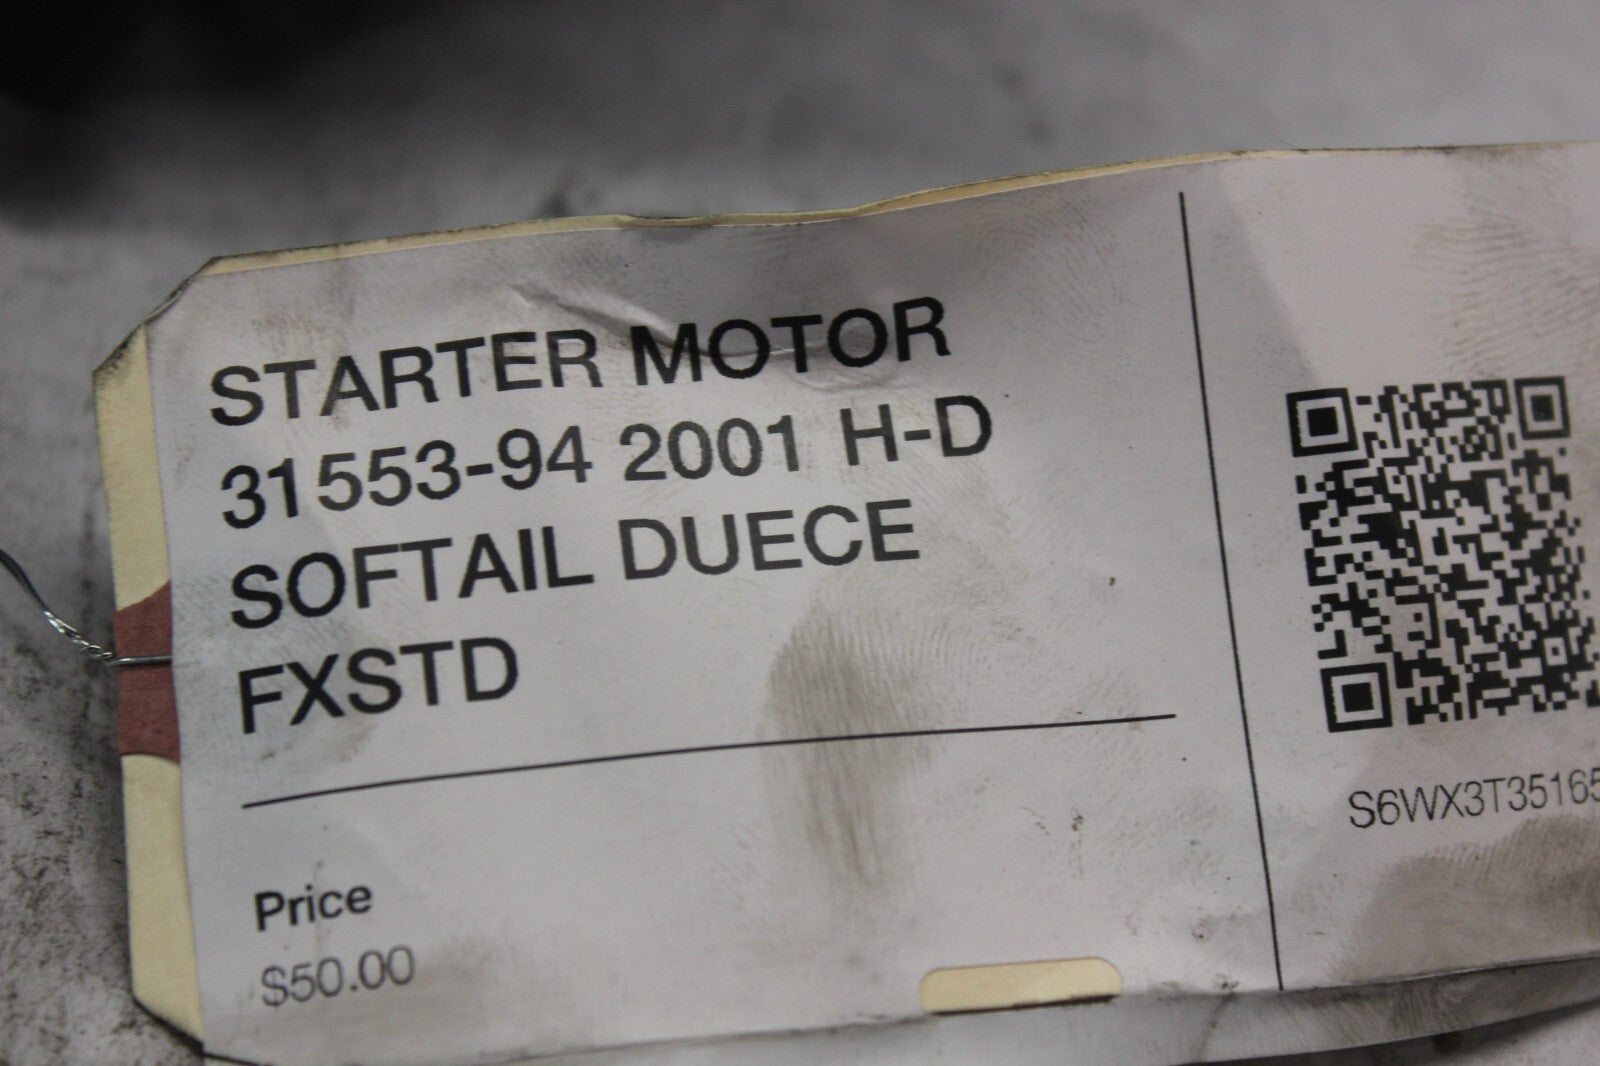 STARTER MOTOR
31553-94 2001 H-D
SOFTAIL DUECE
FXSTD
Price
$50.00
S6WX3T35165